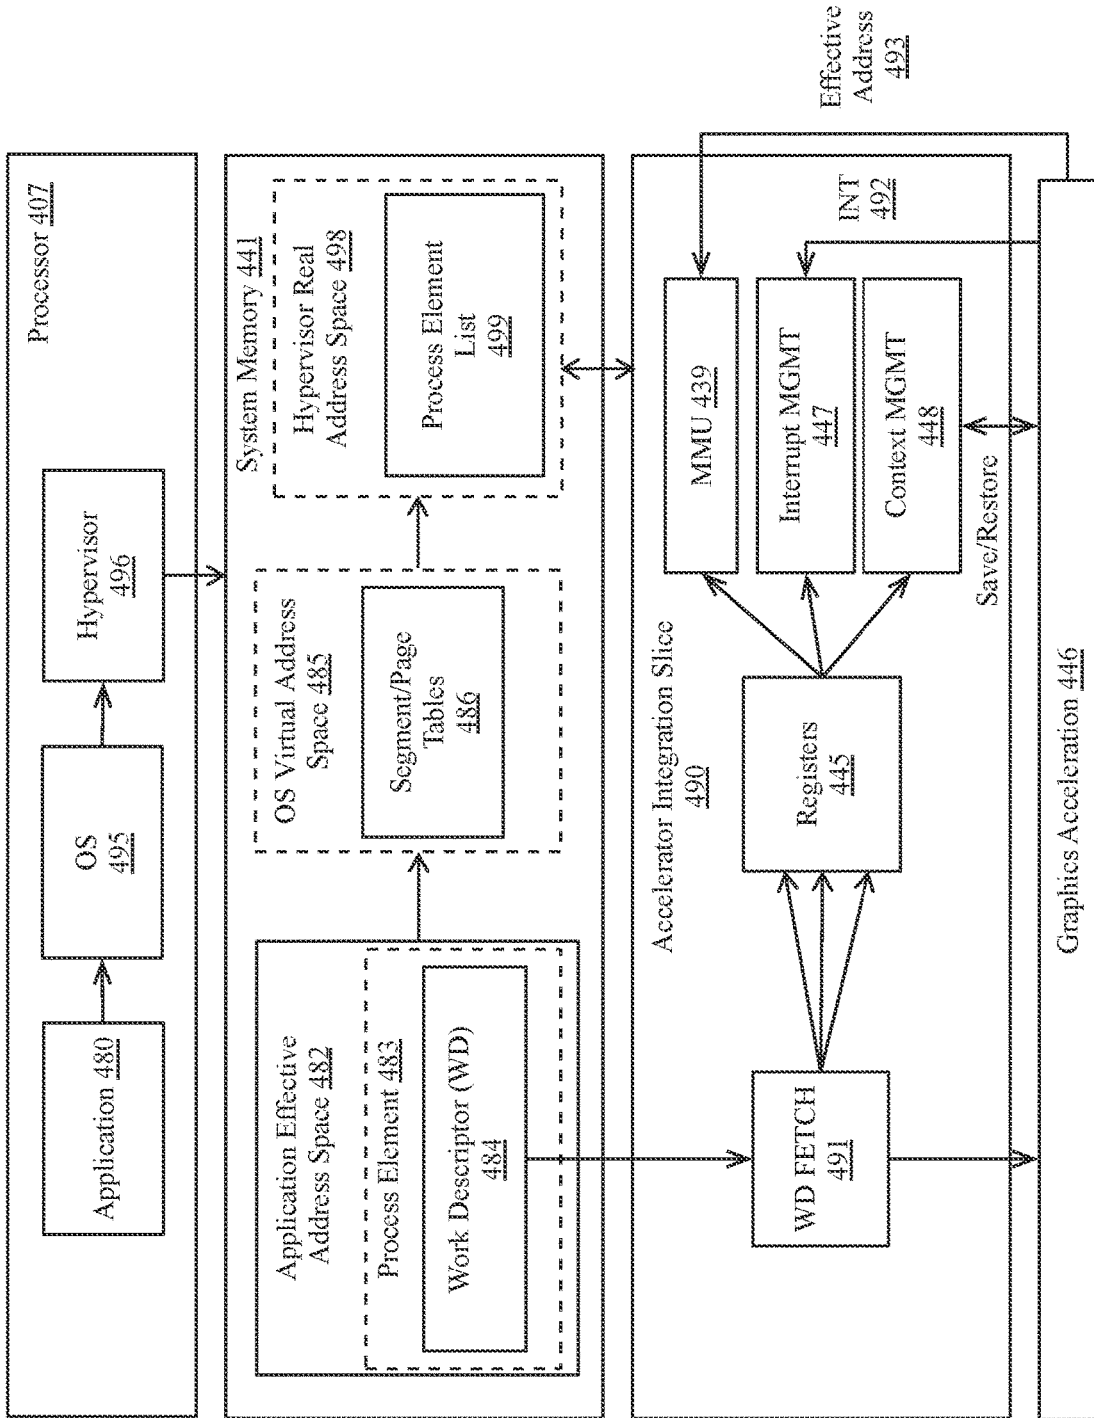 Processor 407
Application 480
OS
495
Hypervisor
496
System Memory 441
Application Effective
Address Space 482
Process Element 483
Work Descriptor (WD)
484
OS Virtual Address
Space 485
Segment/Page
Tables
486
Hypervisor Real
Address Space 498
Process Element
List
499
Accelerator Integration Slice
490
WD FETCH
491
Registers
445
MMU 439
Interrupt MGMT
447
Context MGMT
448
INT
492
Effective
Address
493
Save/Restore
Graphics Acceleration 446